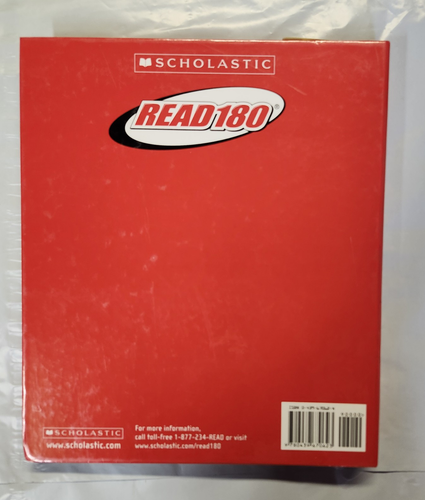 SCHOLASTIC
READ180®
SCHOLASTIC
www.scholastic.com
For more information,
call toll-free 1-877-234-READ or visit
www.scholastic.com/read180
90000